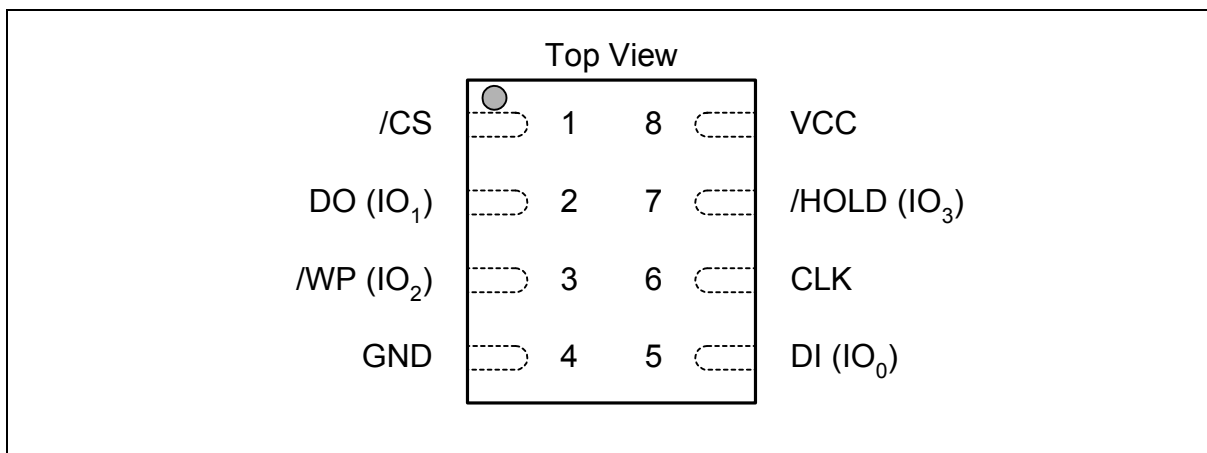 Top View
/CS 1 8 VCC
DO (IO₁) 2 7 /HOLD (IO₃)
/WP (IO₂) 3 6 CLK
GND 4 5 DI (IO₀)